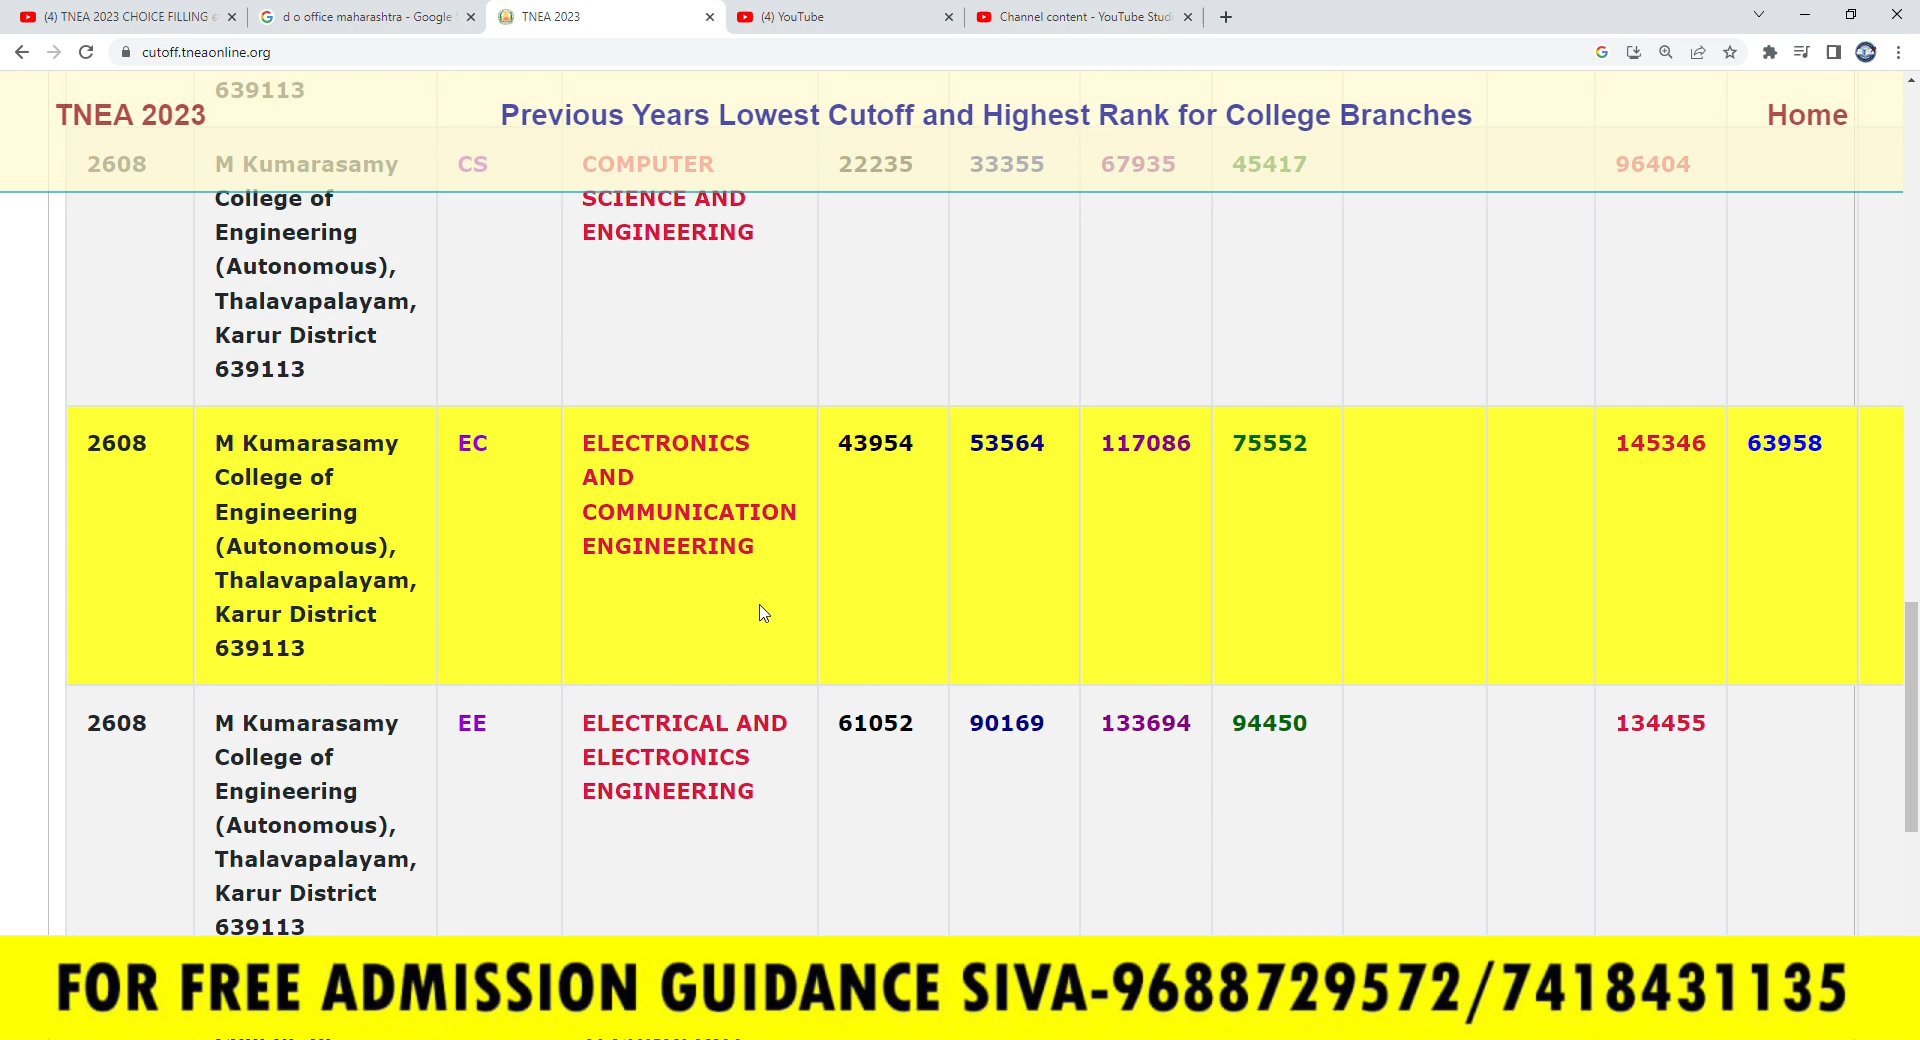 (4) TNEA 2023 CHOICE FILLING
d o office maharashtra - Google
TNEA 2023
(4) YouTube
Channel content - YouTube Studi
cutoff.tneaonline.org
639113
TNEA 2023 Previous Years Lowest Cutoff and Highest Rank for College Branches Home
2608 M Kumarasamy CS COMPUTER 22235 33355 67935 45417 96404
College of SCIENCE AND
Engineering ENGINEERING
(Autonomous),
Thalavapalayam,
Karur District
639113
2608 M Kumarasamy EC ELECTRONICS 43954 53564 117086 75552 145346 63958
College of AND
Engineering COMMUNICATION
(Autonomous), ENGINEERING
Thalavapalayam,
Karur District
639113
2608 M Kumarasamy EE ELECTRICAL AND 61052 90169 133694 94450 134455
College of ELECTRONICS
Engineering ENGINEERING
(Autonomous),
Thalavapalayam,
Karur District
639113
FOR FREE ADMISSION GUIDANCE SIVA-9688729572/7418431135